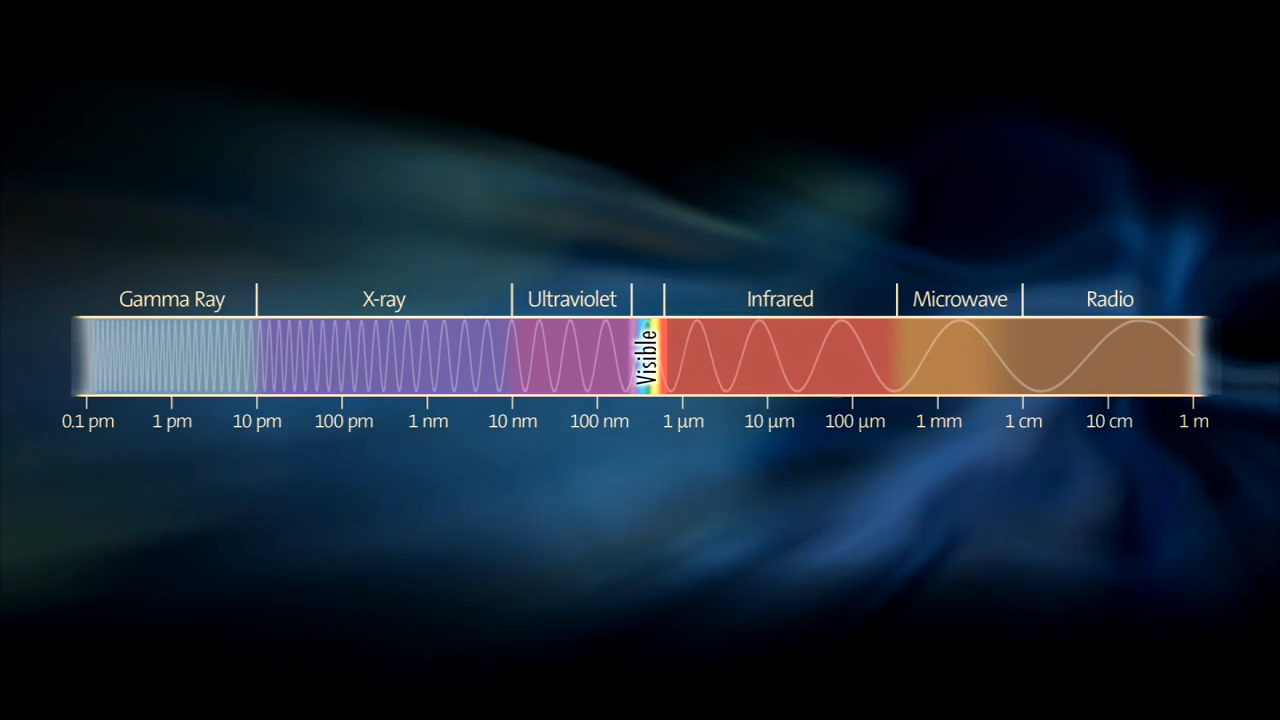 Gamma Ray X-ray Ultraviolet Infrared Microwave Radio
Visible
0.1 pm 1 pm 10 pm 100 pm 1 nm 10 nm 100 nm 1 µm 10 µm 100 µm 1 mm 1 cm 10 cm 1 m